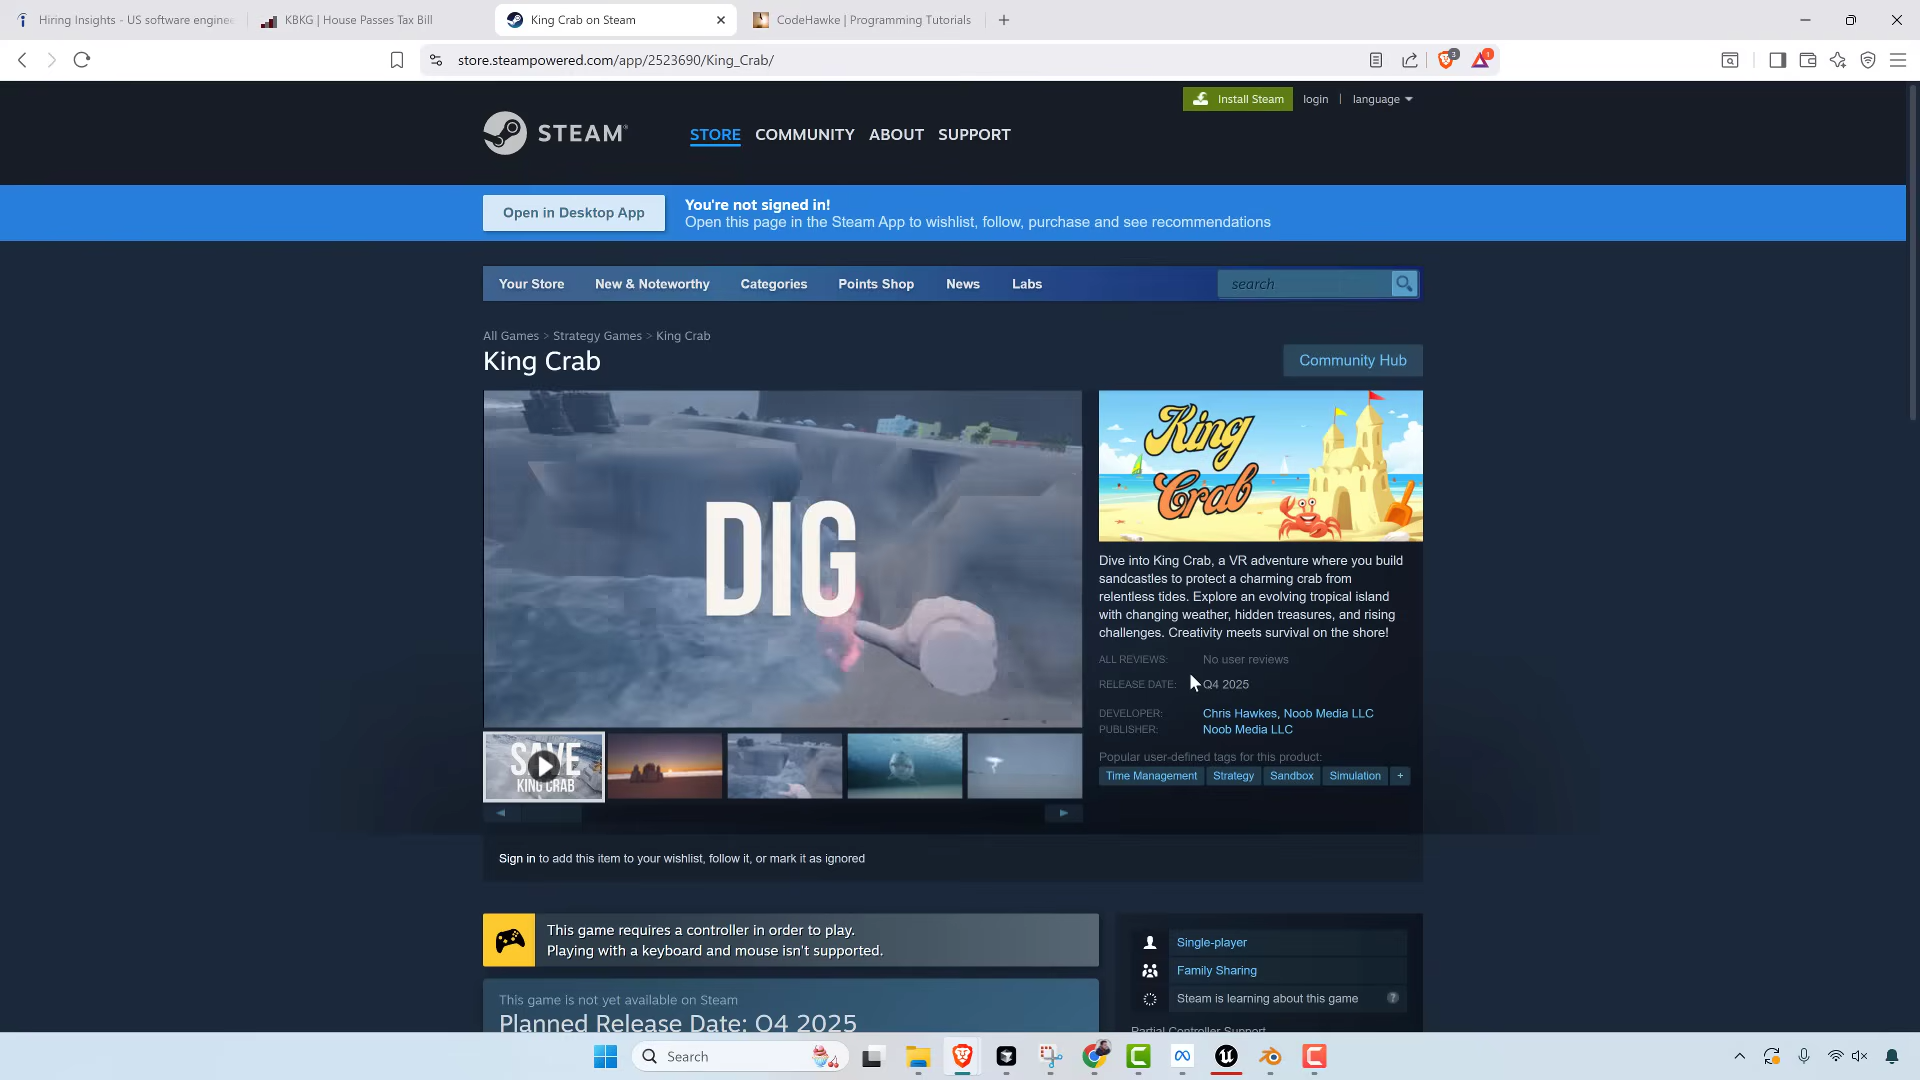 Hiring Insights - US software engine
KBKG | House Passes Tax Bill
King Crab on Steam
CodeHawke | Programming Tutorials
store.steampowered.com/app/2523690/King_Crab/
3
1
Install Steam
login
|
language
STEAM
STORE
COMMUNITY
ABOUT
SUPPORT
Open in Desktop App
You're not signed in!
Open this page in the Steam App to wishlist, follow, purchase and see recommendations
Your Store
New & Noteworthy
Categories
Points Shop
News
Labs
search
All Games > Strategy Games > King Crab
King Crab
Community Hub
DIG
King
Crab
Dive into King Crab, a VR adventure where you build
sandcastles to protect a charming crab from
relentless tides. Explore an evolving tropical island
with changing weather, hidden treasures, and rising
challenges. Creativity meets survival on the shore!
ALL REVIEWS: No user reviews
RELEASE DATE: Q4 2025
DEVELOPER: Chris Hawkes, Noob Media LLC
PUBLISHER: Noob Media LLC
Popular user-defined tags for this product:
Time Management
Strategy
Sandbox
Simulation
+
SAVE
KING CRAB
Sign in to add this item to your wishlist, follow it, or mark it as ignored
This game requires a controller in order to play.
Playing with a keyboard and mouse isn't supported.
Single-player
Family Sharing
Steam is learning about this game
?
Partial Controller Support
This game is not yet available on Steam
Planned Release Date: Q4 2025
Search